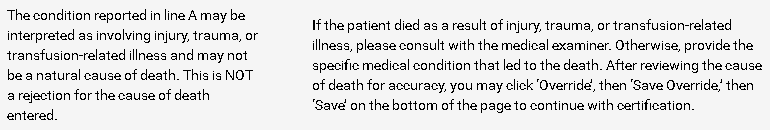 The condition reported in line A may be
interpreted as involving injury, trauma, or
transfusion-related illness and may not
be a natural cause of death. This is NOT
a rejection for the cause of death
entered.
If the patient died as a result of injury, trauma, or transfusion-related
illness, please consult with the medical examiner. Otherwise, provide the
specific medical condition that led to the death. After reviewing the cause
of death for accuracy, you may click 'Override', then 'Save Override,' then
'Save' on the bottom of the page to continue with certification.